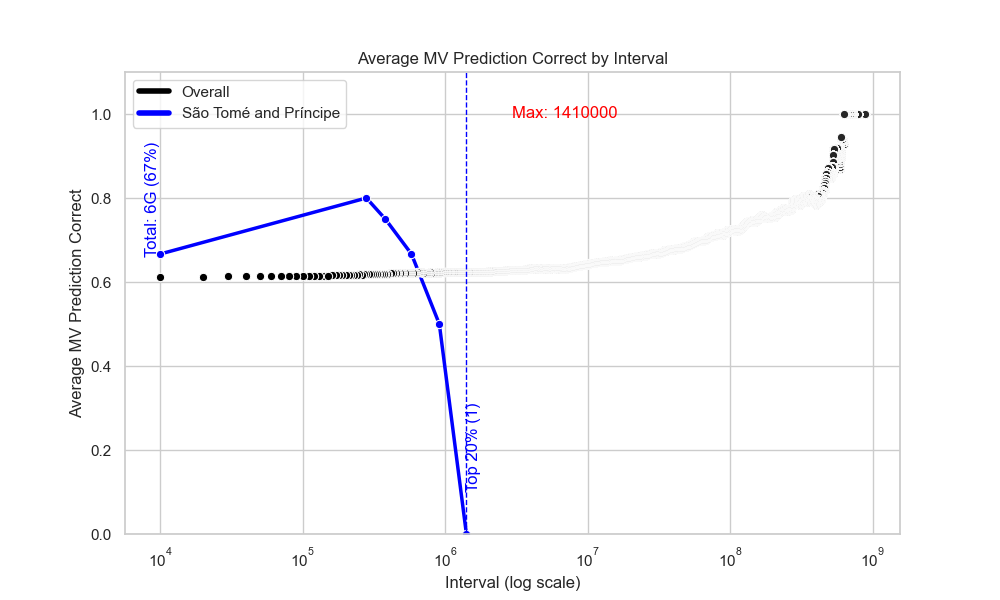 Average MV Prediction Correct by Interval
Overall
São Tomé and Príncipe
Max: 1410000
Total: 6G (67%)
Top 20% (1)
Average MV Prediction Correct
1.0
0.8
0.6
0.4
0.2
0.0
10^4 10^5 10^6 10^7 10^8 10^9
Interval (log scale)